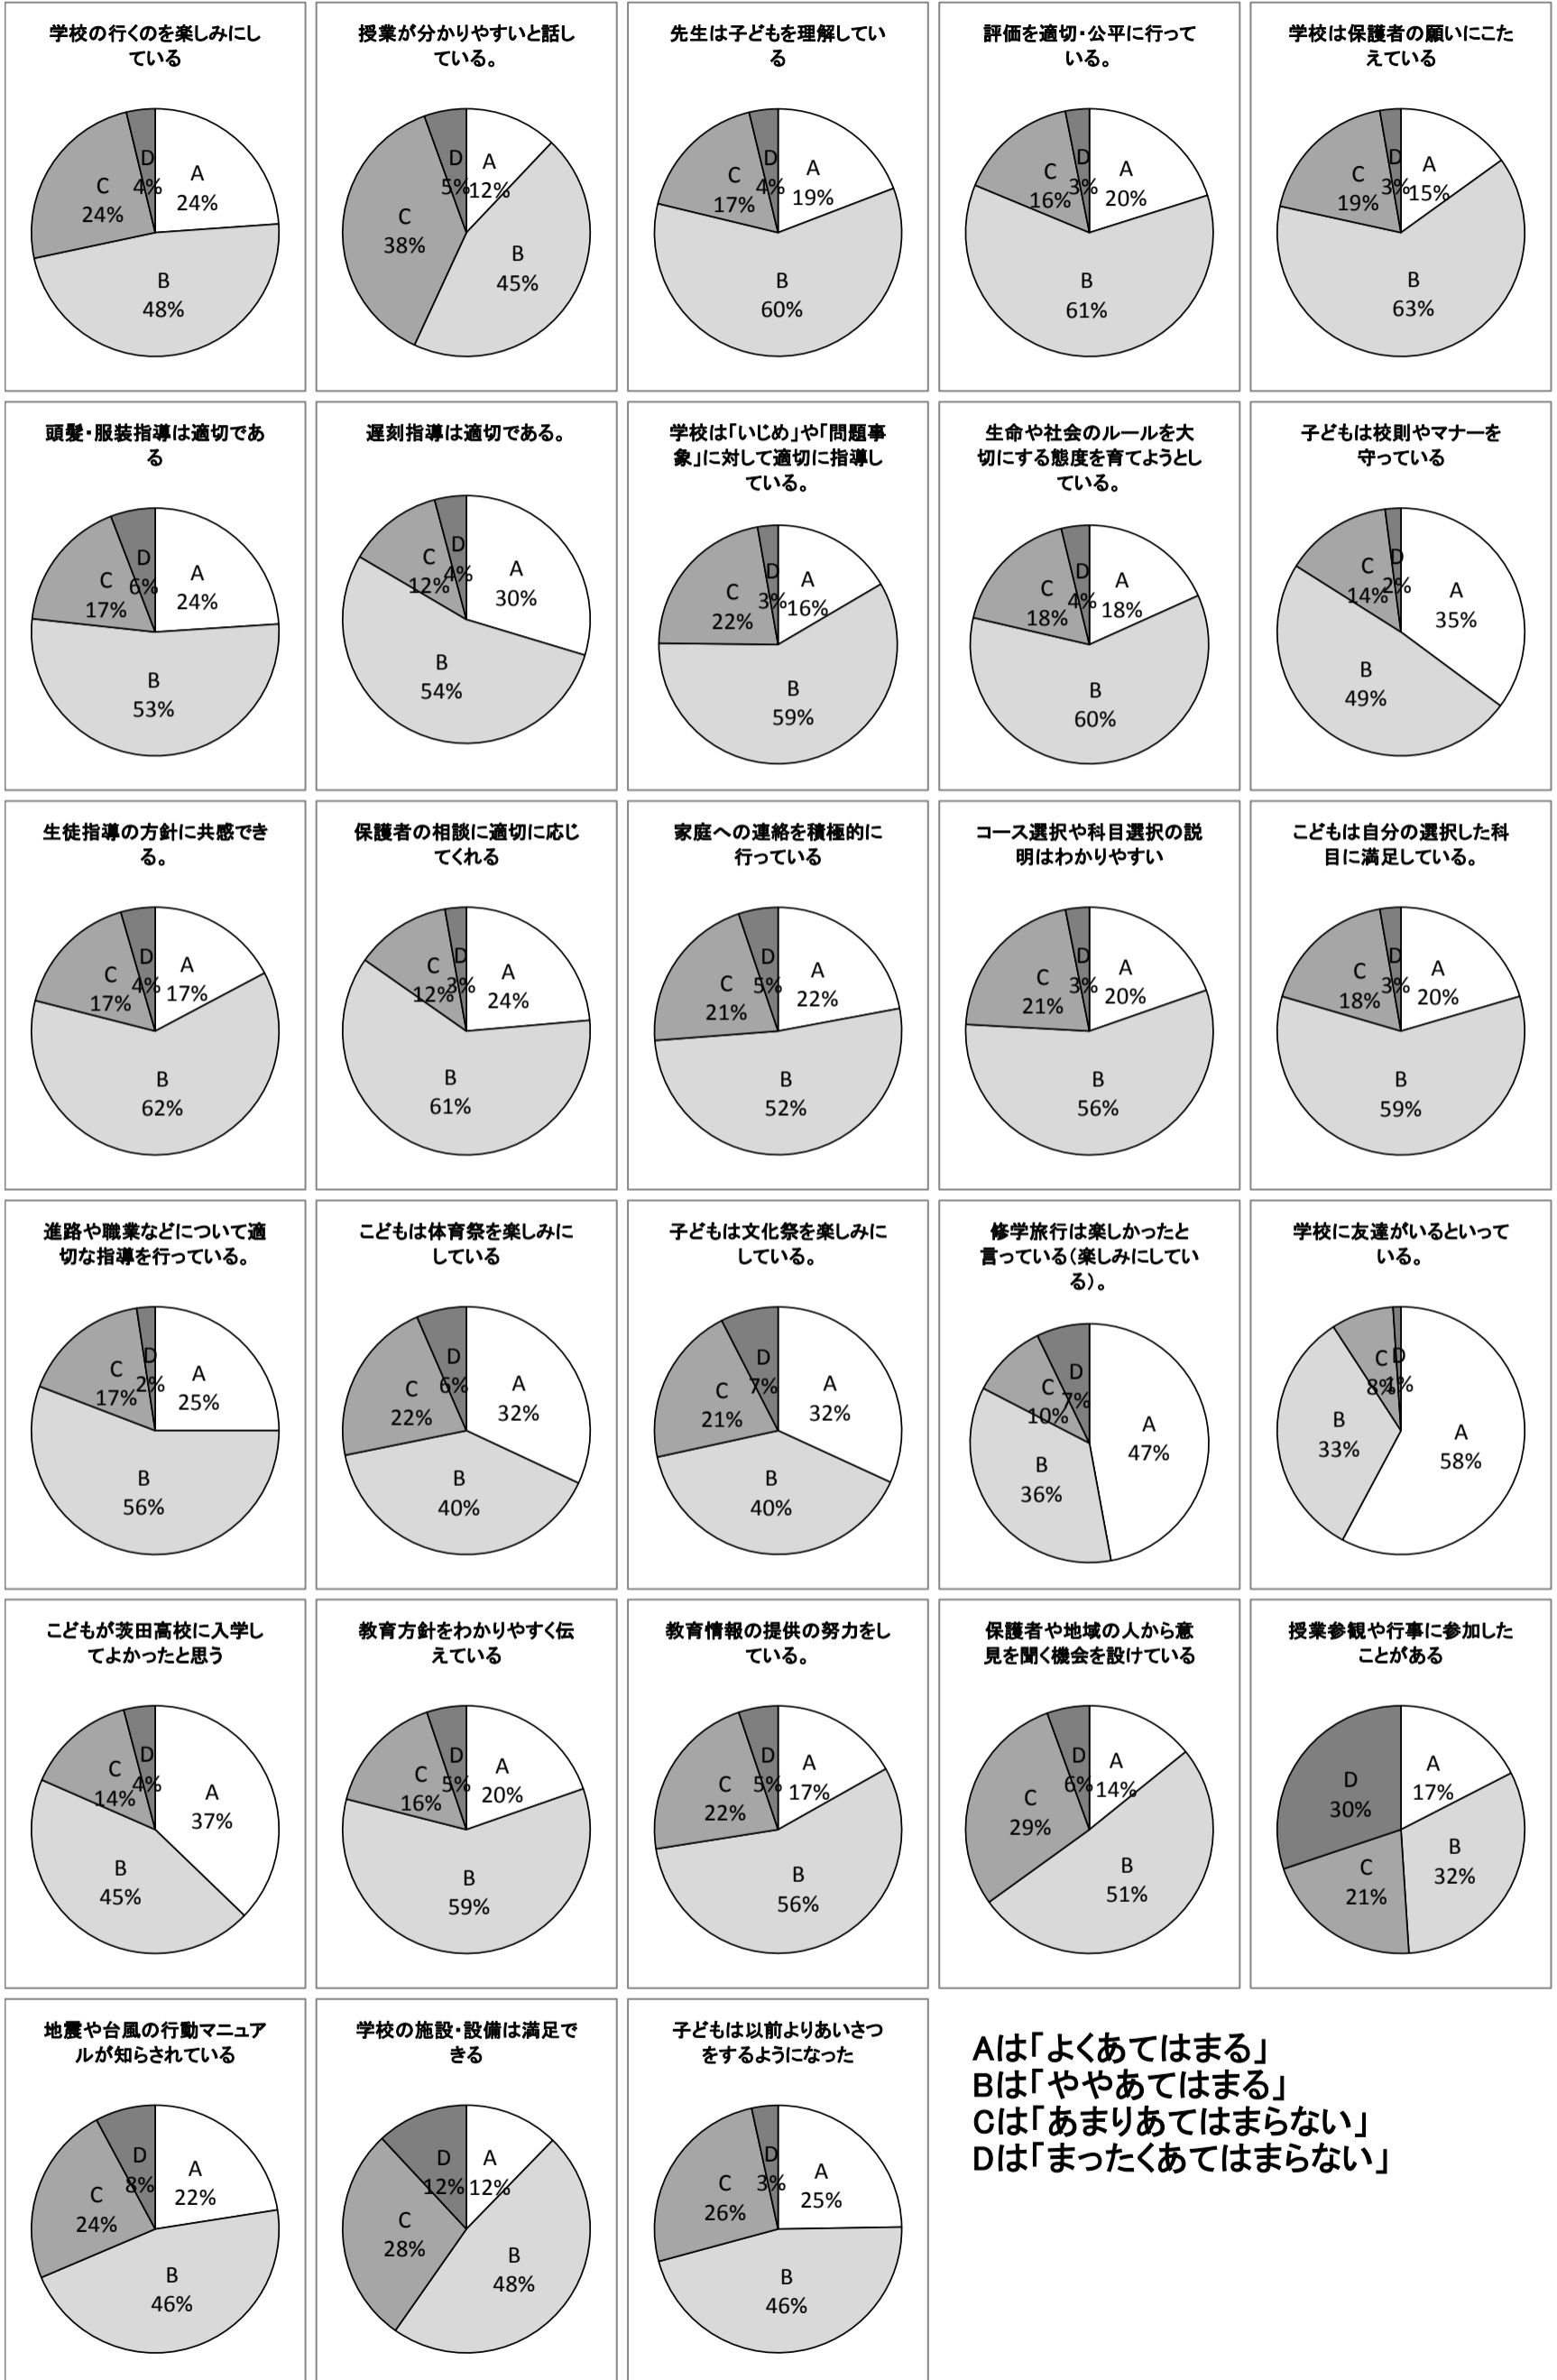 学校の行くのを楽しみにし
ている
A
24%
B
48%
C
24%
D
4%
授業が分かりやすいと話し
ている。
A
12%
B
45%
C
38%
D
5%
先生は子どもを理解してい
る
A
19%
B
60%
C
17%
D
4%
評価を適切・公平に行って
いる。
A
20%
B
61%
C
16%
D
3%
学校は保護者の願いにこた
えている
A
15%
B
63%
C
19%
D
3%
頭髪・服装指導は適切であ
る
A
24%
B
53%
C
17%
D
6%
遅刻指導は適切である。
A
30%
B
54%
C
12%
D
4%
学校は「いじめ」や「問題事
象」に対して適切に指導し
ている。
A
16%
B
59%
C
22%
D
3%
生命や社会のルールを大
切にする態度を育てようとし
ている。
A
18%
B
60%
C
18%
D
4%
子どもは校則やマナーを
守っている
A
35%
B
49%
C
14%
D
2%
生徒指導の方針に共感でき
る。
A
17%
B
62%
C
17%
D
4%
保護者の相談に適切に応じ
てくれる
A
24%
B
61%
C
12%
D
3%
家庭への連絡を積極的に
行っている
A
22%
B
52%
C
21%
D
5%
コース選択や科目選択の説
明はわかりやすい
A
20%
B
56%
C
21%
D
3%
こどもは自分の選択した科
目に満足している。
A
20%
B
59%
C
18%
D
3%
進路や職業などについて適
切な指導を行っている。
A
25%
B
56%
C
17%
D
2%
こどもは体育祭を楽しみに
している
A
32%
B
40%
C
22%
D
6%
子どもは文化祭を楽しみに
している。
A
32%
B
40%
C
21%
D
7%
修学旅行は楽しかったと
言っている(楽しみにしてい
る)。
A
47%
B
36%
C
10%
D
7%
学校に友達がいるといって
いる。
A
58%
B
33%
C
8%
D
1%
こどもが茨田高校に入学し
てよかったと思う
A
37%
B
45%
C
14%
D
4%
教育方針をわかりやすく伝
えている
A
20%
B
59%
C
16%
D
5%
教育情報の提供の努力をし
ている。
A
17%
B
56%
C
22%
D
5%
保護者や地域の人から意
見を聞く機会を設けている
A
14%
B
51%
C
29%
D
6%
授業参観や行事に参加した
ことがある
A
17%
B
32%
C
21%
D
30%
地震や台風の行動マニュア
ルが知らされている
A
22%
B
46%
C
24%
D
8%
学校の施設・設備は満足で
きる
A
12%
B
48%
C
28%
D
12%
子どもは以前よりあいさつ
をするようになった
A
25%
B
46%
C
26%
D
3%
Aは「よくあてはまる」
Bは「ややあてはまる」
Cは「あまりあてはまらない」
Dは「まったくあてはまらない」